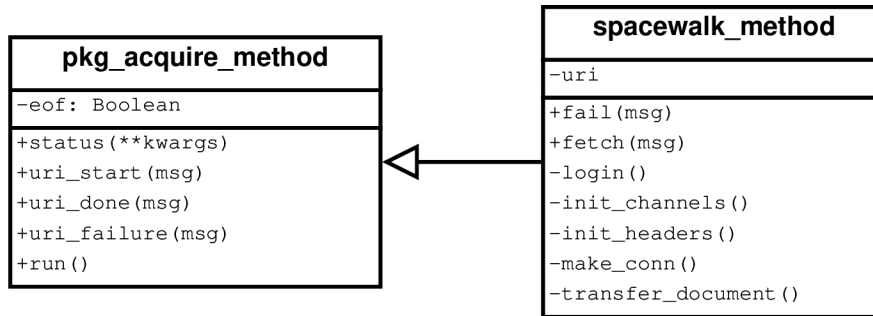 pkg_acquire_method
-eof: Boolean
+status(**kwargs)
+uri_start(msg)
+uri_done(msg)
+uri_failure(msg)
+run()
spacewalk_method
-uri
+fail(msg)
+fetch(msg)
-login()
-init_channels()
-init_headers()
-make_conn()
-transfer_document()